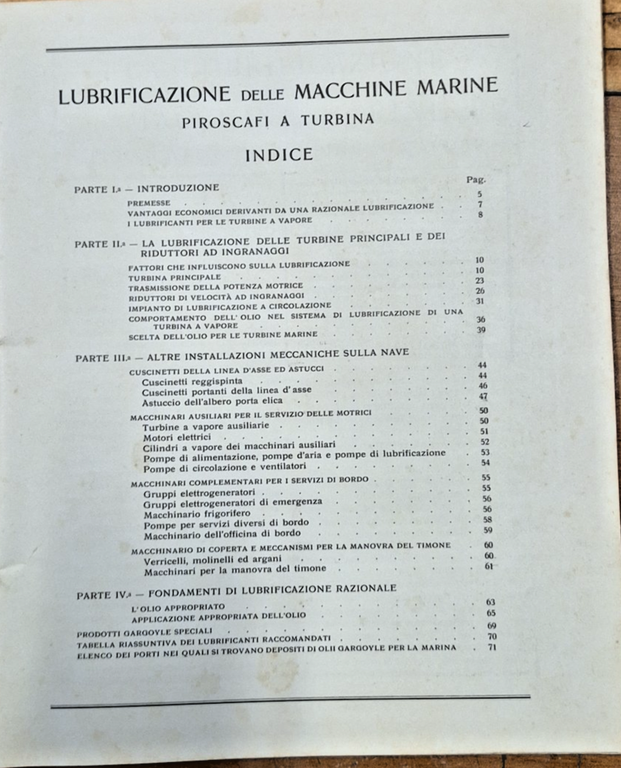 LUBRIFICAZIONE DELLE MACCHINE MARINE
PIROSCAFI A TURBINA
INDICE
Pag.
PARTE I.ª — INTRODUZIONE
PREMESSE . . . . . . . . . . 5
VANTAGGI ECONOMICI DERIVANTI DA UNA RAZIONALE LUBRIFICAZIONE . 7
I LUBRIFICANTI PER LE TURBINE A VAPORE . . . . . . 8
PARTE II.ª — LA LUBRIFICAZIONE DELLE TURBINE PRINCIPALI E DEI
RIDUTTORI AD INGRANAGGI
FATTORI CHE INFLUISCONO SULLA LUBRIFICAZIONE . . . . 10
TURBINA PRINCIPALE . . . . . . . . 10
TRASMISSIONE DELLA POTENZA MOTRICE . . . . . . 23
RIDUTTORI DI VELOCITÀ AD INGRANAGGI . . . . . . 26
IMPIANTO DI LUBRIFICAZIONE A CIRCOLAZIONE . . . . . 31
COMPORTAMENTO DELL'OLIO NEL SISTEMA DI LUBRIFICAZIONE DI UNA
TURBINA A VAPORE . . . . . . . . 36
SCELTA DELL'OLIO PER LE TURBINE MARINE . . . . . . 39
PARTE III.ª — ALTRE INSTALLAZIONI MECCANICHE SULLA NAVE
CUSCINETTI DELLA LINEA D'ASSE ED ASTUCCI . . . . . 44
Cuscinetti reggispinta . . . . . . . . 44
Cuscinetti portanti della linea d'asse . . . . . . 46
Astuccio dell'albero porta elica . . . . . . . 47
MACCHINARI AUSILIARI PER IL SERVIZIO DELLE MOTRICI . . . . 50
Turbine a vapore ausiliarie . . . . . . . 50
Motori elettrici . . . . . . . . . 51
Cilindri a vapore dei macchinari ausiliari . . . . . 52
Pompe di alimentazione, pompe d'aria e pompe di lubrificazione 53
Pompe di circolazione e ventilatori . . . . . . 54
MACCHINARI COMPLEMENTARI PER I SERVIZI DI BORDO . . . . 55
Gruppi elettrogeneratori . . . . . . . . 55
Gruppi elettrogeneratori di emergenza . . . . . 56
Macchinario frigorifero . . . . . . . . 56
Pompe per servizi diversi di bordo . . . . . . 58
Macchinario dell'officina di bordo . . . . . . 59
MACCHINARIO DI COPERTA E MECCANISMI PER LA MANOVRA DEL TIMONE . 60
Verricelli, molinelli ed argani . . . . . . . 60
Macchinari per la manovra del timone . . . . . . 61
PARTE IV.ª — FONDAMENTI DI LUBRIFICAZIONE RAZIONALE
L'OLIO APPROPRIATO . . . . . . . . 63
APPLICAZIONE APPROPRIATA DELL'OLIO . . . . . . 65
PRODOTTI GARGOYLE SPECIALI . . . . . . . . 69
TABELLA RIASSUNTIVA DEI LUBRIFICANTI RACCOMANDATI . . . . . 70
ELENCO DEI PORTI NEI QUALI SI TROVANO DEPOSITI DI OLII GARGOYLE PER LA MARINA . 71